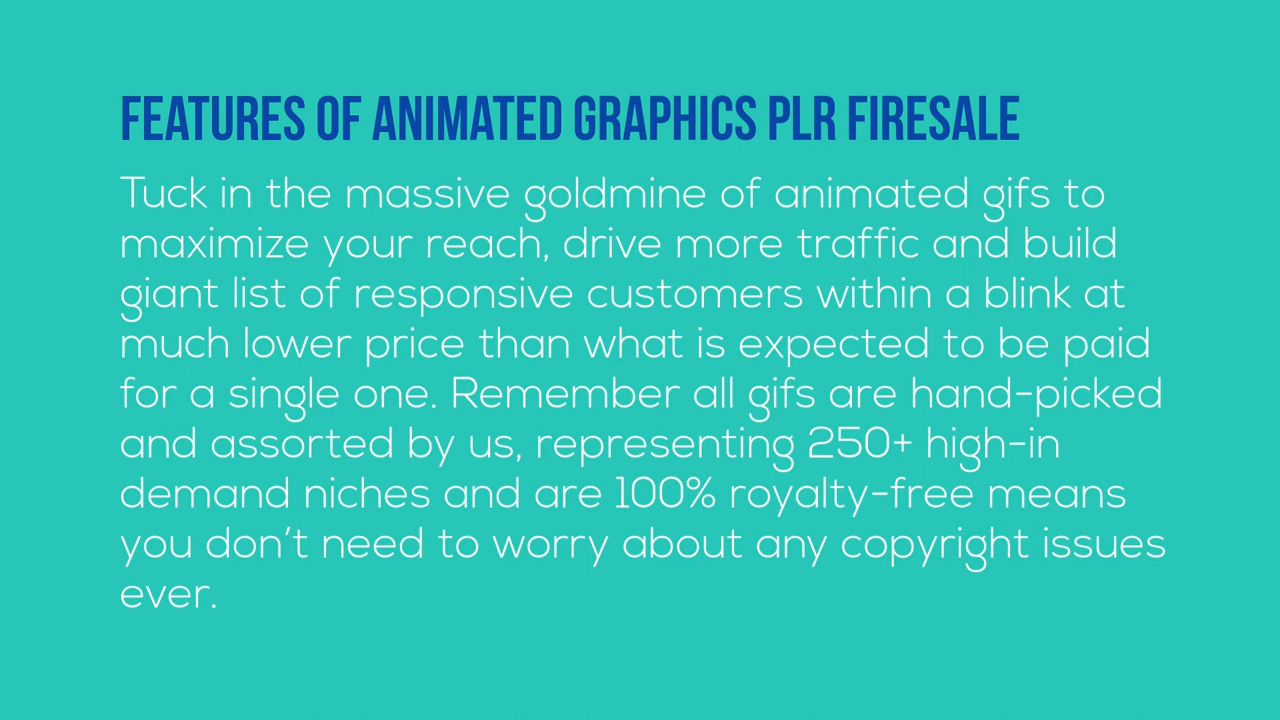 FEATURES OF ANIMATED GRAPHICS PLR FIRESALE
Tuck in the massive goldmine of animated gifs to
maximize your reach, drive more traffic and build
giant list of responsive customers within a blink at
much lower price than what is expected to be paid
for a single one. Remember all gifs are hand-picked
and assorted by us, representing 250+ high-in
demand niches and are 100% royalty-free means
you don’t need to worry about any copyright issues
ever.